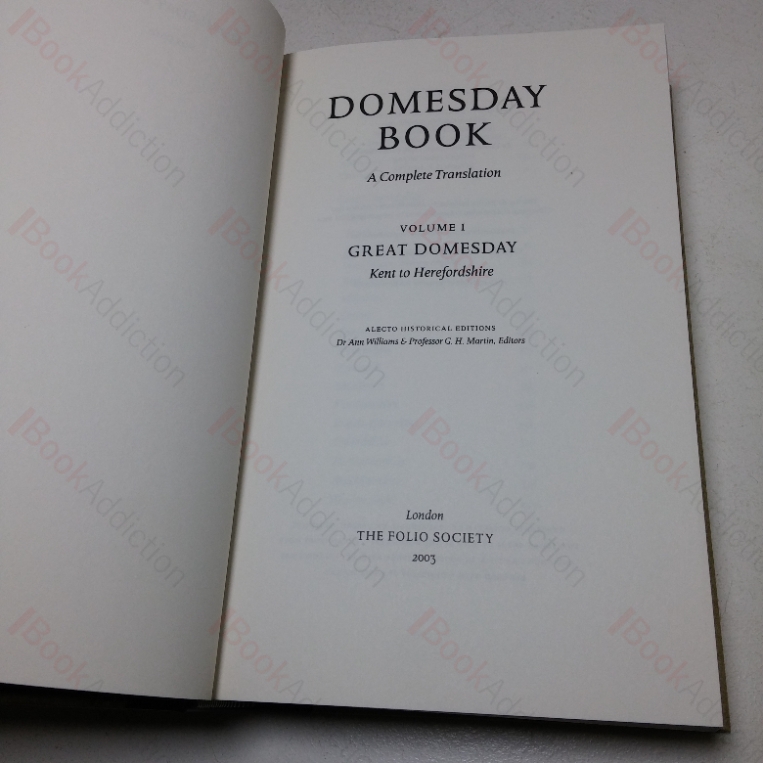 DOMESDAY
BOOK
A Complete Translation
VOLUME I
GREAT DOMESDAY
Kent to Herefordshire
ALECTO HISTORICAL EDITIONS
Dr Ann Williams & Professor G. H. Martin, Editors
London
THE FOLIO SOCIETY
2003
BookAddiction